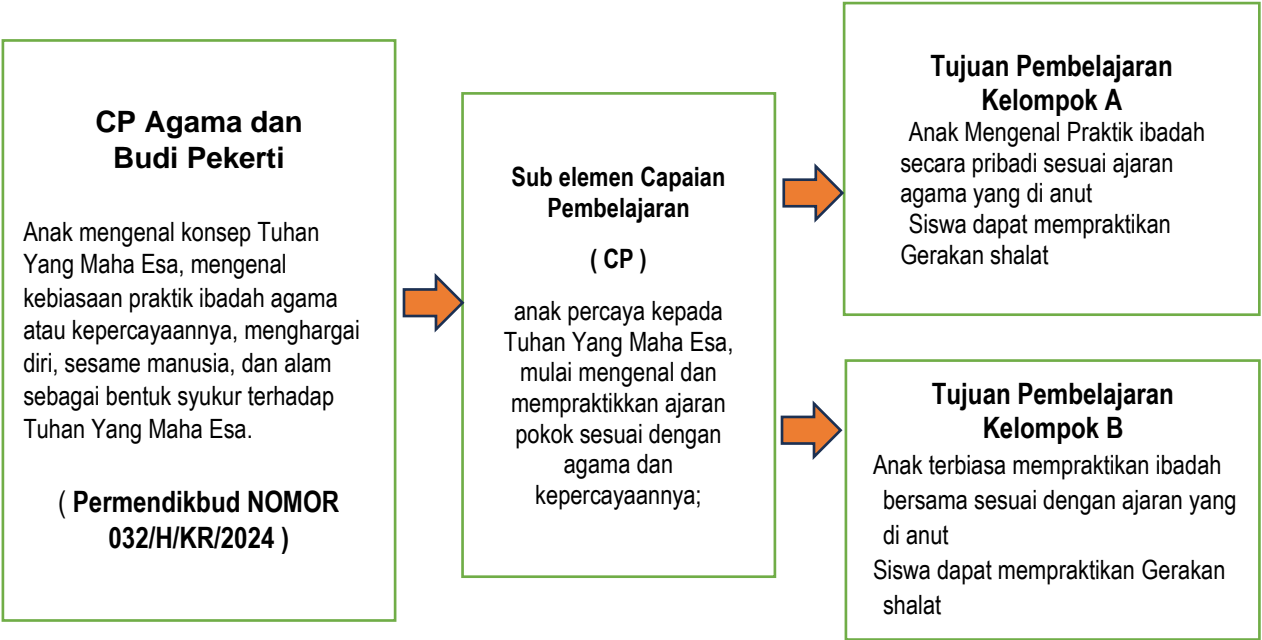 CP Agama dan
Budi Pekerti
Anak mengenal konsep Tuhan
Yang Maha Esa, mengenal
kebiasaan praktik ibadah agama
atau kepercayaannya, menghargai
diri, sesame manusia, dan alam
sebagai bentuk syukur terhadap
Tuhan Yang Maha Esa.
( Permendikbud NOMOR
032/H/KR/2024 )
Sub elemen Capaian
Pembelajaran
( CP )
anak percaya kepada
Tuhan Yang Maha Esa,
mulai mengenal dan
mempraktikkan ajaran
pokok sesuai dengan
agama dan
kepercayaannya;
Tujuan Pembelajaran
Kelompok A
Anak Mengenal Praktik ibadah
secara pribadi sesuai ajaran
agama yang di anut
Siswa dapat mempraktikan
Gerakan shalat
Tujuan Pembelajaran
Kelompok B
Anak terbiasa mempraktikan ibadah
bersama sesuai dengan ajaran yang
di anut
Siswa dapat mempraktikan Gerakan
shalat